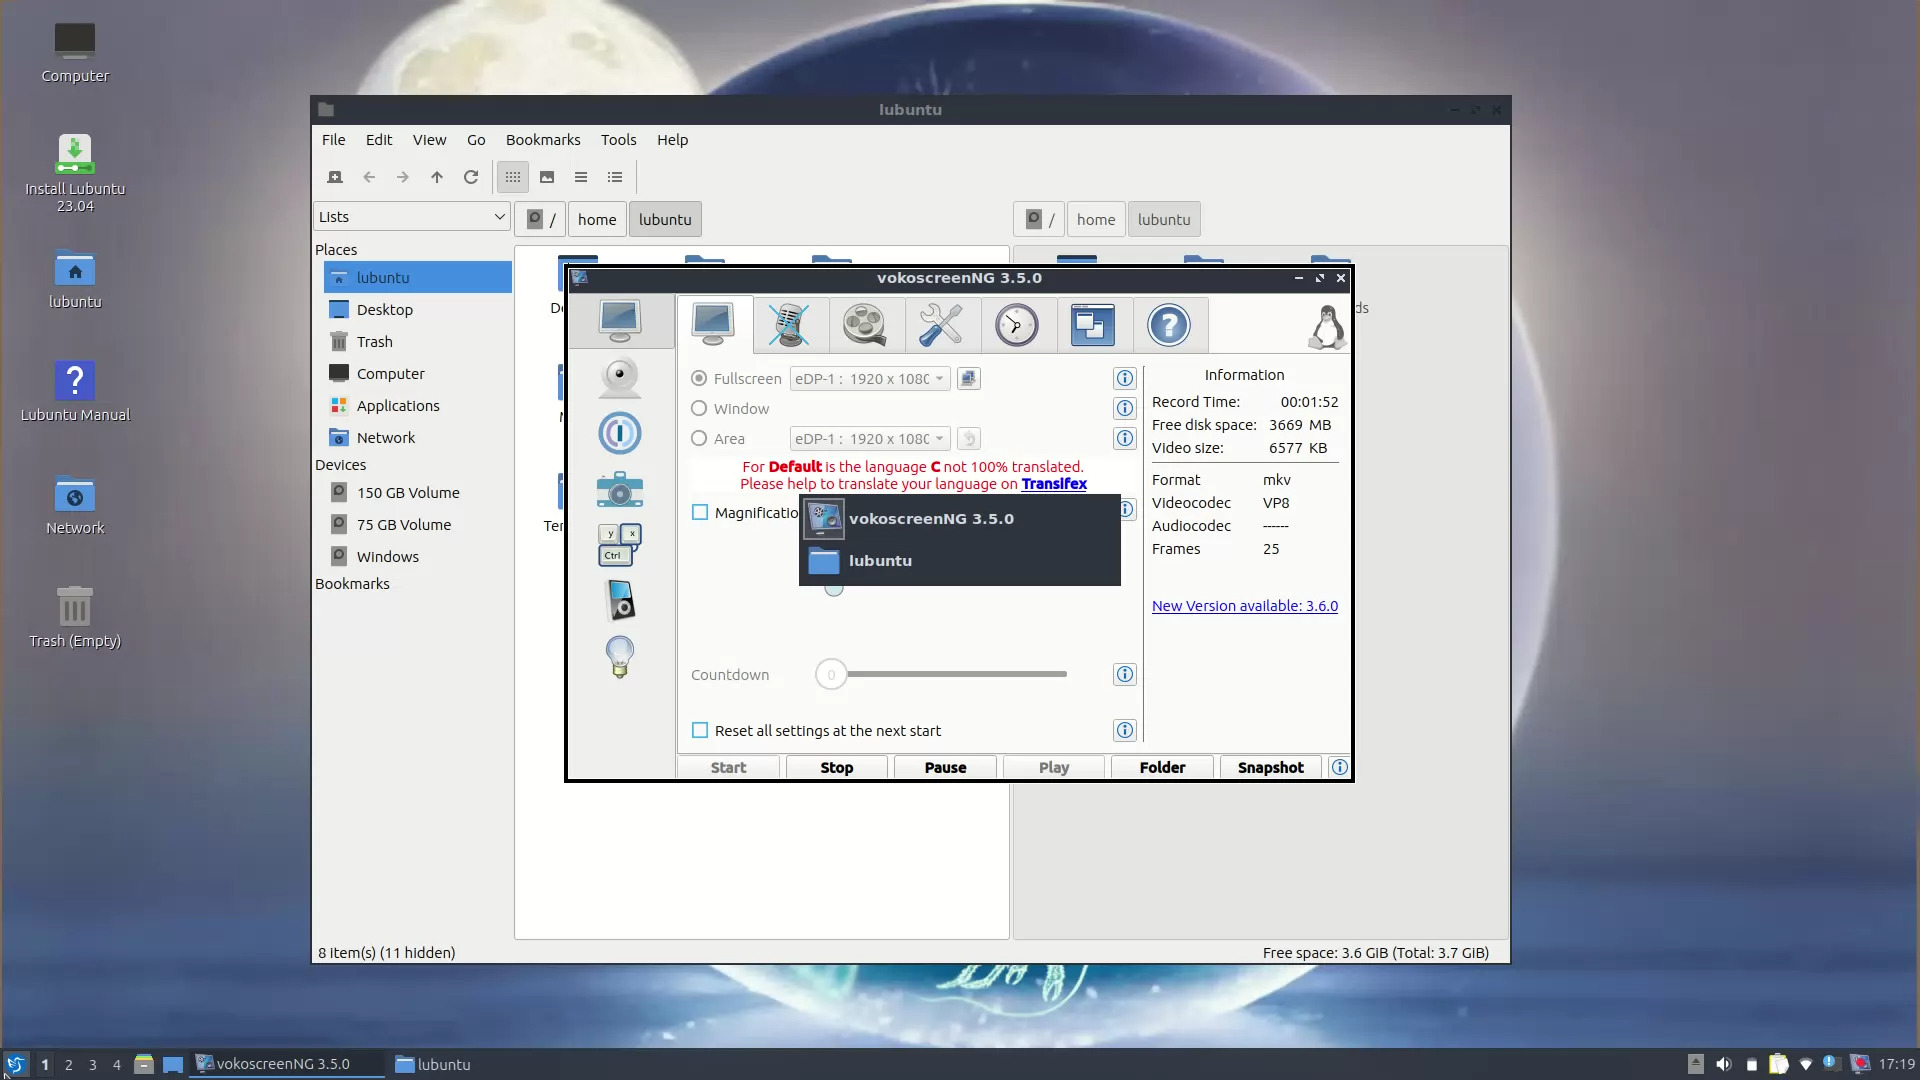 Computer
Install Lubuntu
23.04
lubuntu
Lubuntu Manual
Network
Trash (Empty)
lubuntu
File Edit View Go Bookmarks Tools Help
Lists
/ home lubuntu
/ home lubuntu
Places
lubuntu
Desktop
Trash
Computer
Applications
Network
Devices
150 GB Volume
75 GB Volume
Windows
Bookmarks
8 item(s) (11 hidden)
Free space: 3.6 GiB (Total: 3.7 GiB)
vokoscreenNG 3.5.0
Fullscreen eDP-1 : 1920 x 1080
Window
Area eDP-1 : 1920 x 1080
For Default is the language C not 100% translated.
Please help to translate your language on Transifex
vokoscreenNG 3.5.0
lubuntu
y x
Ctrl
Countdown 0
Reset all settings at the next start
Information
Record Time: 00:01:52
Free disk space: 3669 MB
Video size: 6577 KB
Format mkv
Videocodec VP8
Audiocodec ------
Frames 25
New Version available: 3.6.0
Start Stop Pause Play Folder Snapshot
1 2 3 4 vokoscreenNG 3.5.0 lubuntu 17:19